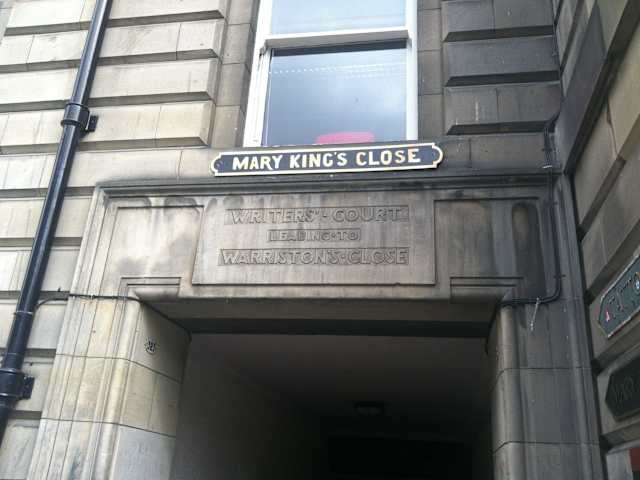 MARY KING'S CLOSE
WRITERS'·COURT
LEADING·TO
WARRISTON'S·CLOSE